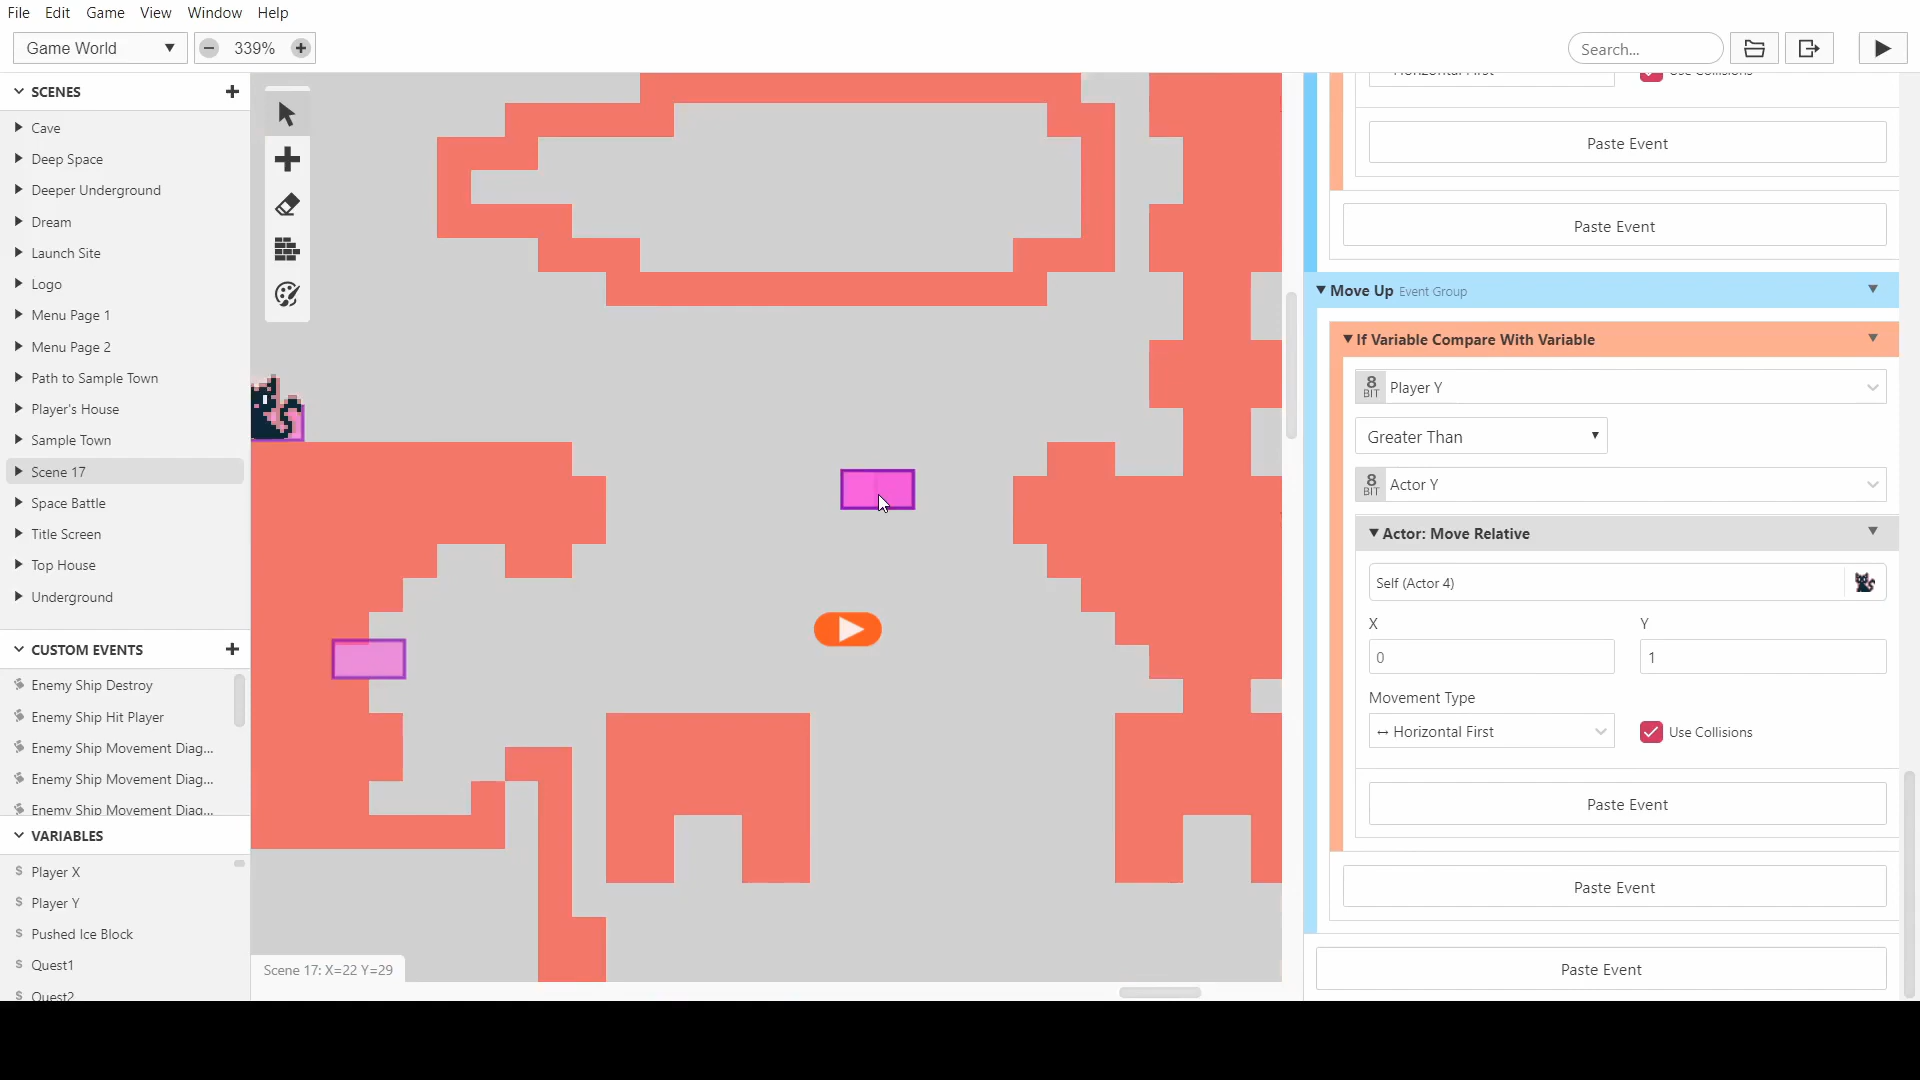 File Edit Game View Window Help
Game World
339%
Search...
SCENES
Cave
Deep Space
Deeper Underground
Dream
Launch Site
Logo
Menu Page 1
Menu Page 2
Path to Sample Town
Player's House
Sample Town
Scene 17
Space Battle
Title Screen
Top House
Underground
CUSTOM EVENTS
Enemy Ship Destroy
Enemy Ship Hit Player
Enemy Ship Movement Diag...
Enemy Ship Movement Diag...
Enemy Ship Movement Diag...
VARIABLES
Player X
Player Y
Pushed Ice Block
Quest1
Quest2
Scene 17: X=22 Y=29
Horizontal First
Use Collisions
Paste Event
Paste Event
Move Up Event Group
If Variable Compare With Variable
8 BIT Player Y
Greater Than
8 BIT Actor Y
Actor: Move Relative
Self (Actor 4)
X Y
0 1
Movement Type
↔ Horizontal First
Use Collisions
Paste Event
Paste Event
Paste Event